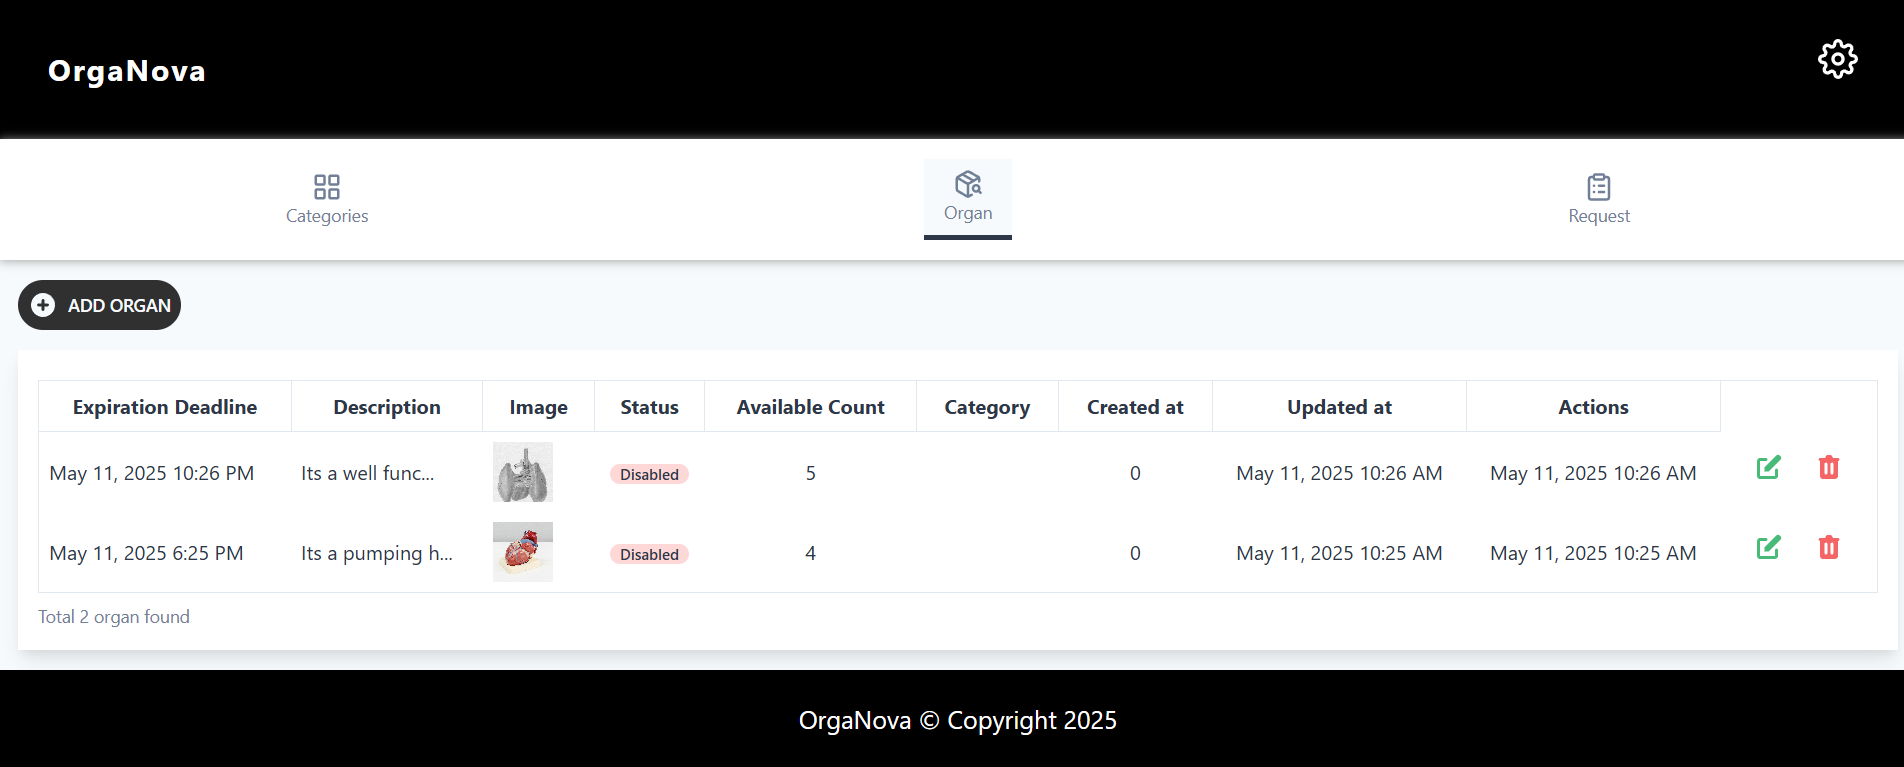 OrgaNova
Categories
Organ
Request
ADD ORGAN
Expiration Deadline Description Image Status Available Count Category Created at Updated at Actions
May 11, 2025 10:26 PM Its a well func... Disabled 5 0 May 11, 2025 10:26 AM May 11, 2025 10:26 AM
May 11, 2025 6:25 PM Its a pumping h... Disabled 4 0 May 11, 2025 10:25 AM May 11, 2025 10:25 AM
Total 2 organ found
OrgaNova © Copyright 2025